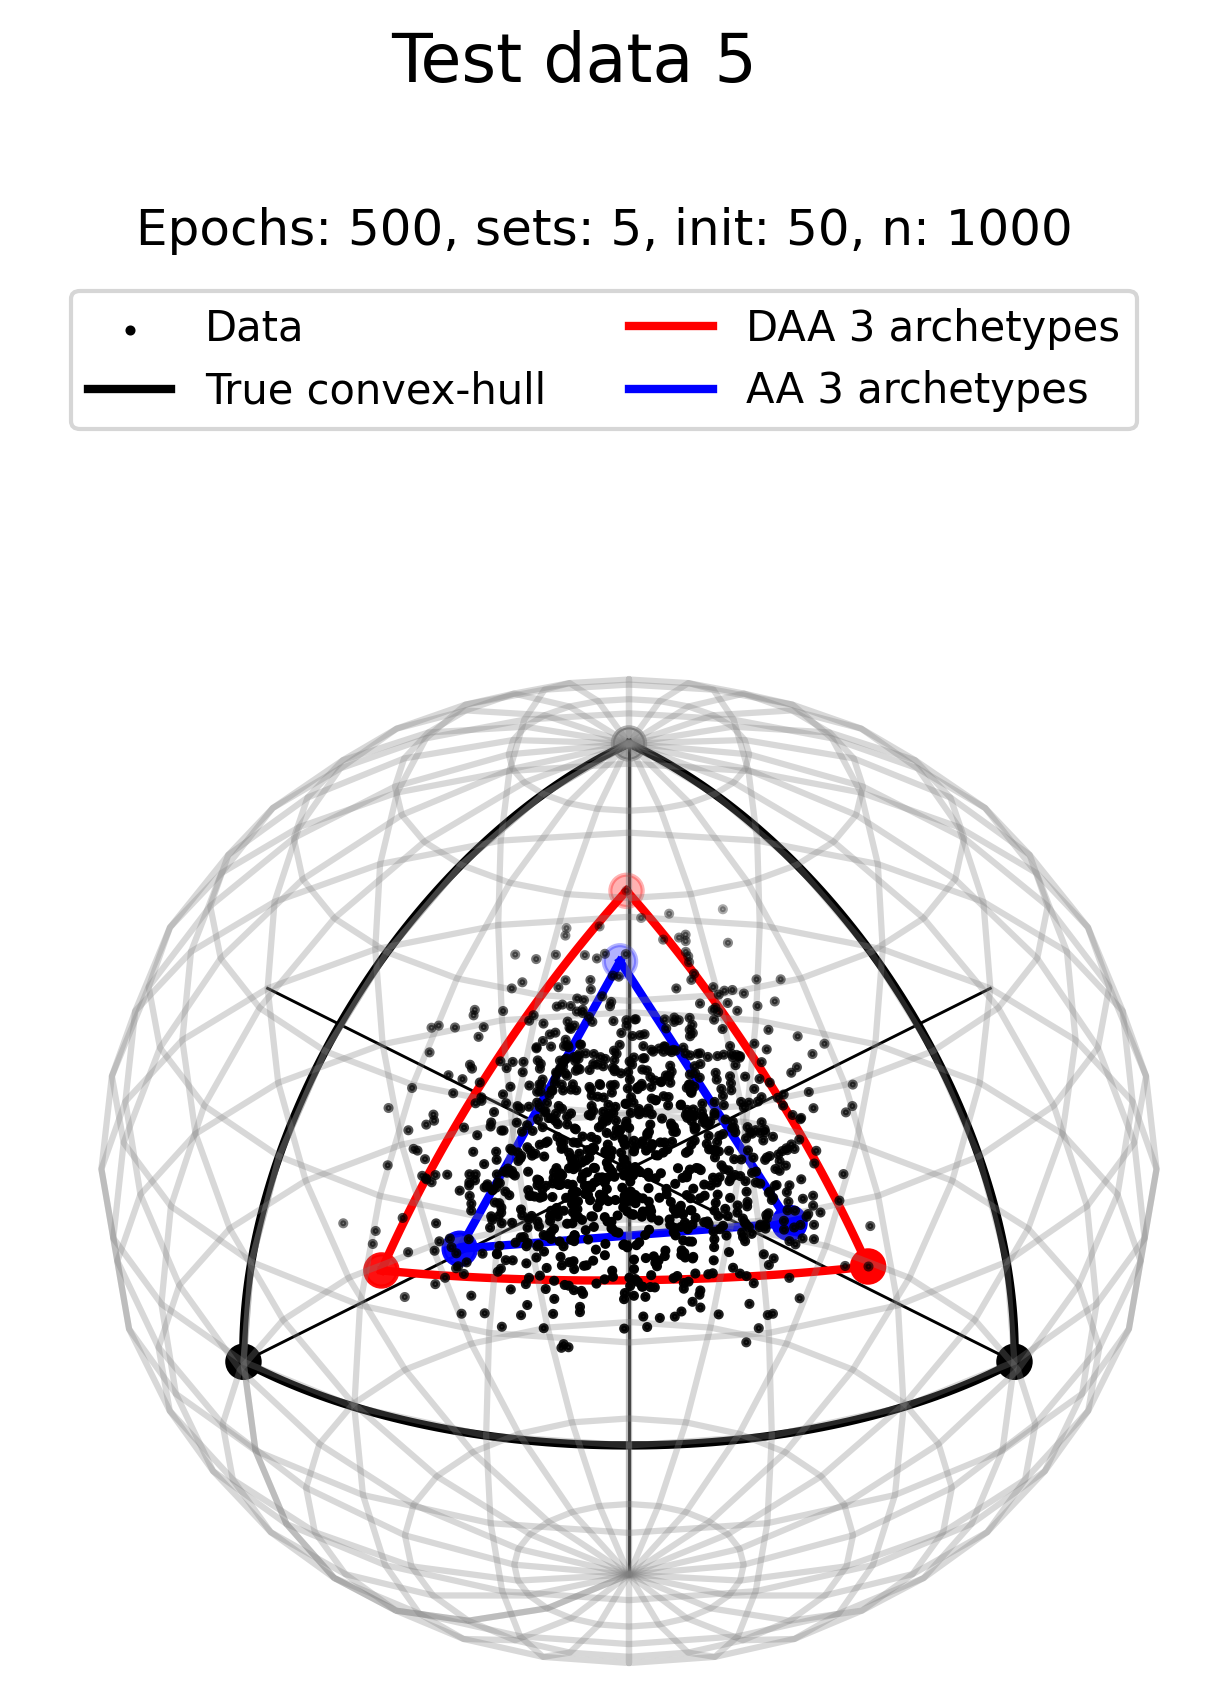 Test data 5
Epochs: 500, sets: 5, init: 50, n: 1000
Data
True convex-hull
DAA 3 archetypes
AA 3 archetypes